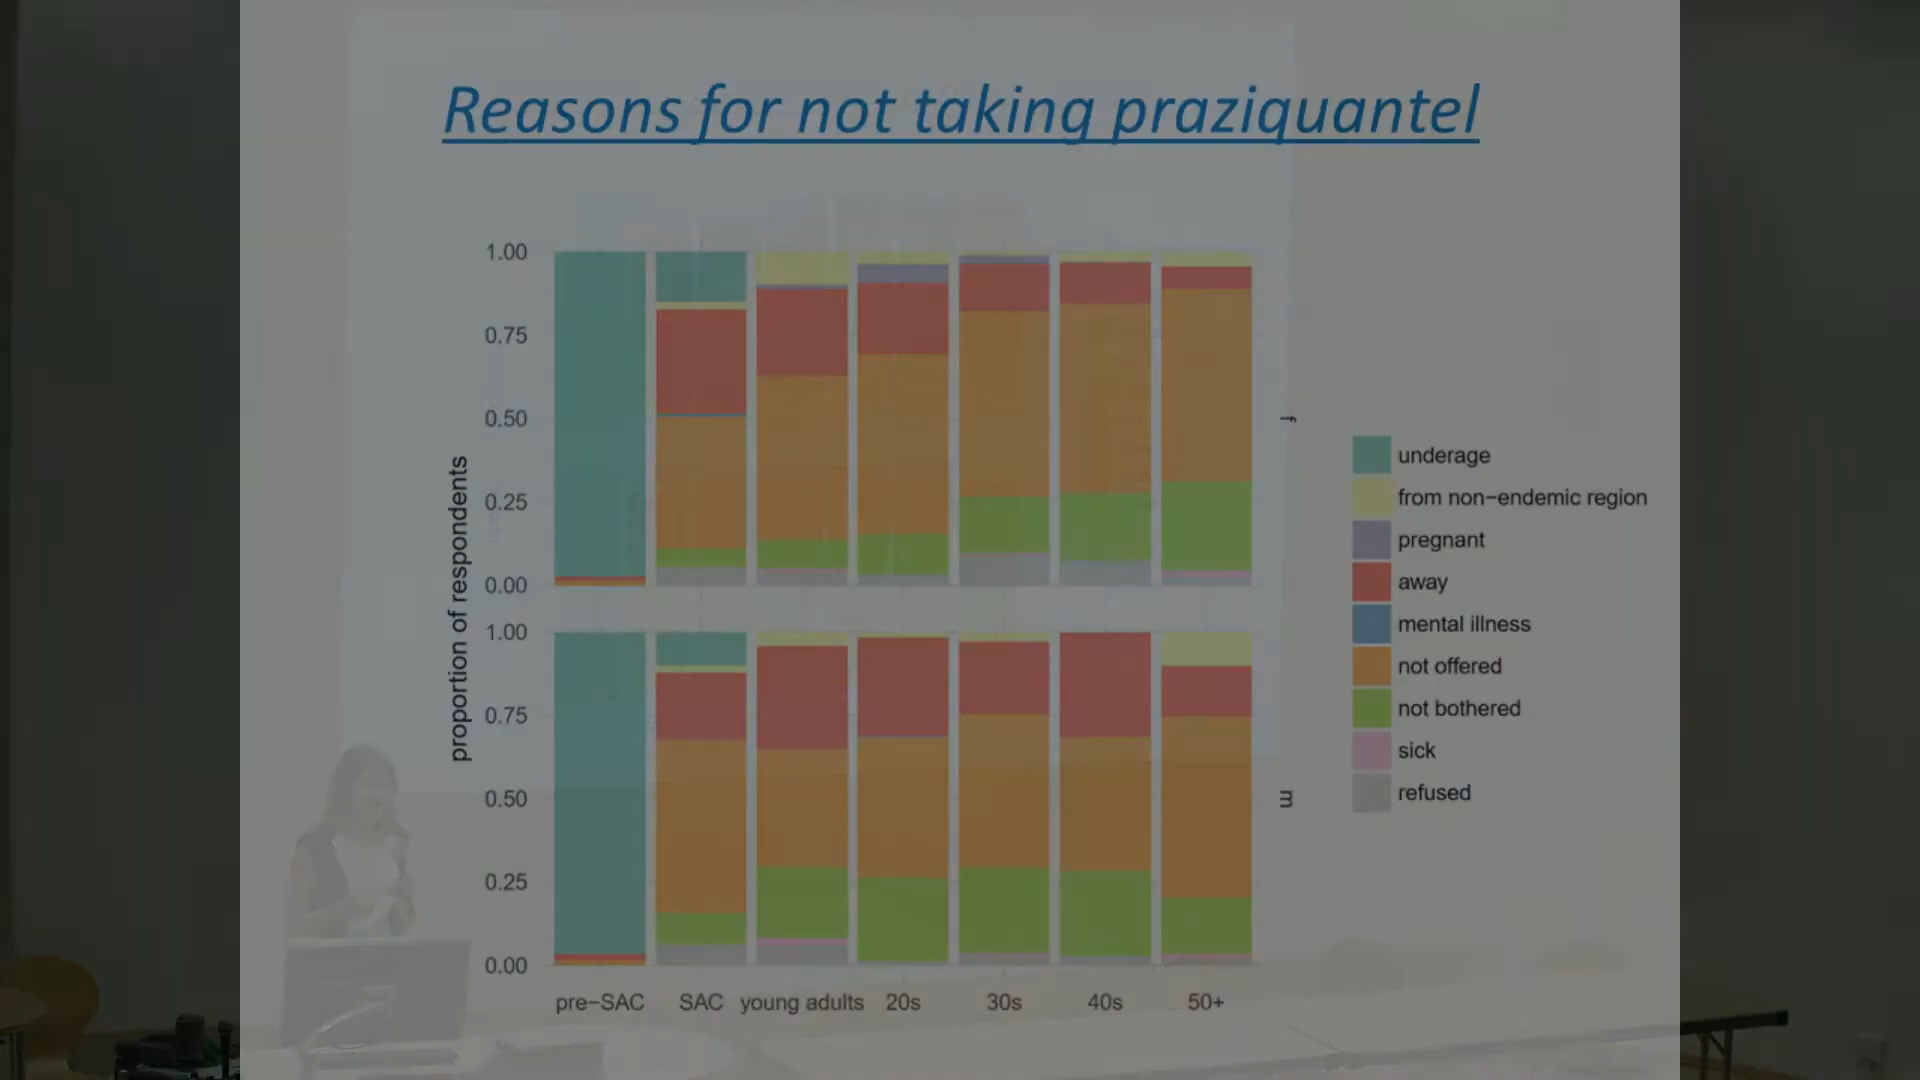 Reasons for not taking praziquantel
proportion of respondents
1.00
0.75
0.50
0.25
0.00
f
1.00
0.75
0.50
0.25
0.00
m
pre−SAC SAC young adults 20s 30s 40s 50+
underage
from non−endemic region
pregnant
away
mental illness
not offered
not bothered
sick
refused